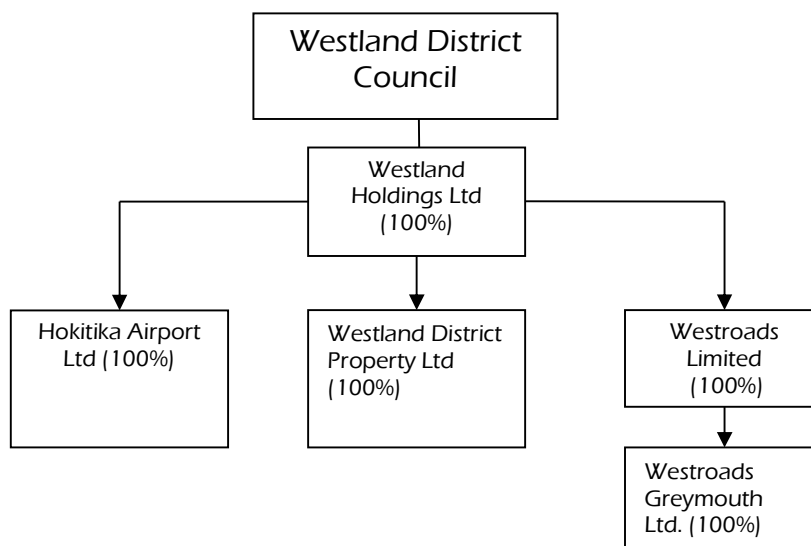 Westland District
Council
Westland
Holdings Ltd
(100%)
Hokitika Airport
Ltd (100%)
Westland District
Property Ltd
(100%)
Westroads
Limited
(100%)
Westroads
Greymouth
Ltd. (100%)